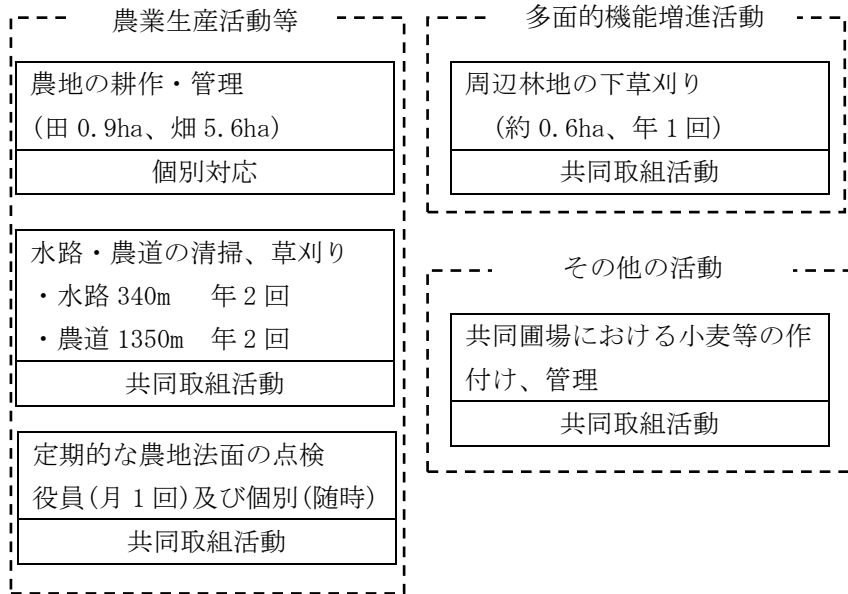 農業生産活動等
農地の耕作・管理
(田 0.9ha、畑 5.6ha)
個別対応
水路・農道の清掃、草刈り
・水路 340m 年2回
・農道 1350m 年2回
共同取組活動
定期的な農地法面の点検
役員(月1回)及び個別(随時)
共同取組活動
多面的機能増進活動
周辺林地の下草刈り
(約 0.6ha、年1回)
共同取組活動
その他の活動
共同圃場における小麦等の作
付け、管理
共同取組活動